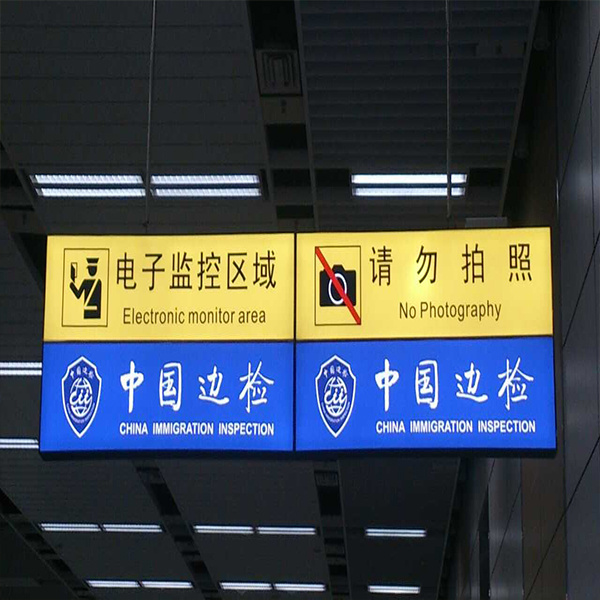 电子监控区域
Electronic monitor area
请勿拍照
No Photography
中国边检
CHINA IMMIGRATION INSPECTION
中国边检
CHINA IMMIGRATION INSPECTION